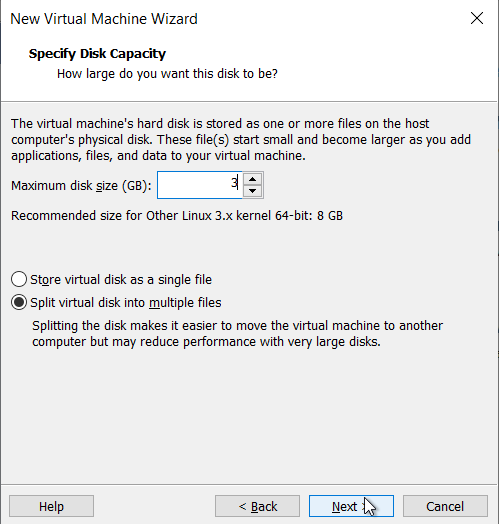 New Virtual Machine Wizard
Specify Disk Capacity
How large do you want this disk to be?
The virtual machine's hard disk is stored as one or more files on the host
computer's physical disk. These file(s) start small and become larger as you add
applications, files, and data to your virtual machine.
Maximum disk size (GB): 3
Recommended size for Other Linux 3.x kernel 64-bit: 8 GB
Store virtual disk as a single file
Split virtual disk into multiple files
Splitting the disk makes it easier to move the virtual machine to another
computer but may reduce performance with very large disks.
Help < Back Next > Cancel